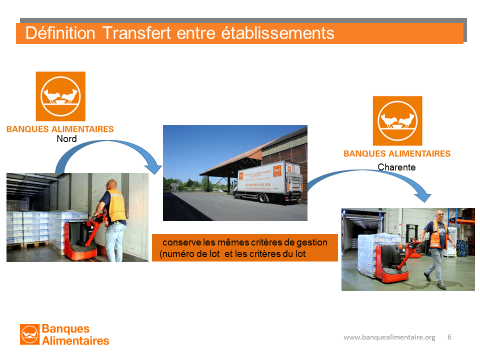 Définition Transfert entre établissements
BANQUES ALIMENTAIRES
Nord
BANQUES ALIMENTAIRES
Charente
conserve les mêmes critères de gestion
(numéro de lot et les critères du lot
Banques
Alimentaires
www.banquealimentaire.org 6